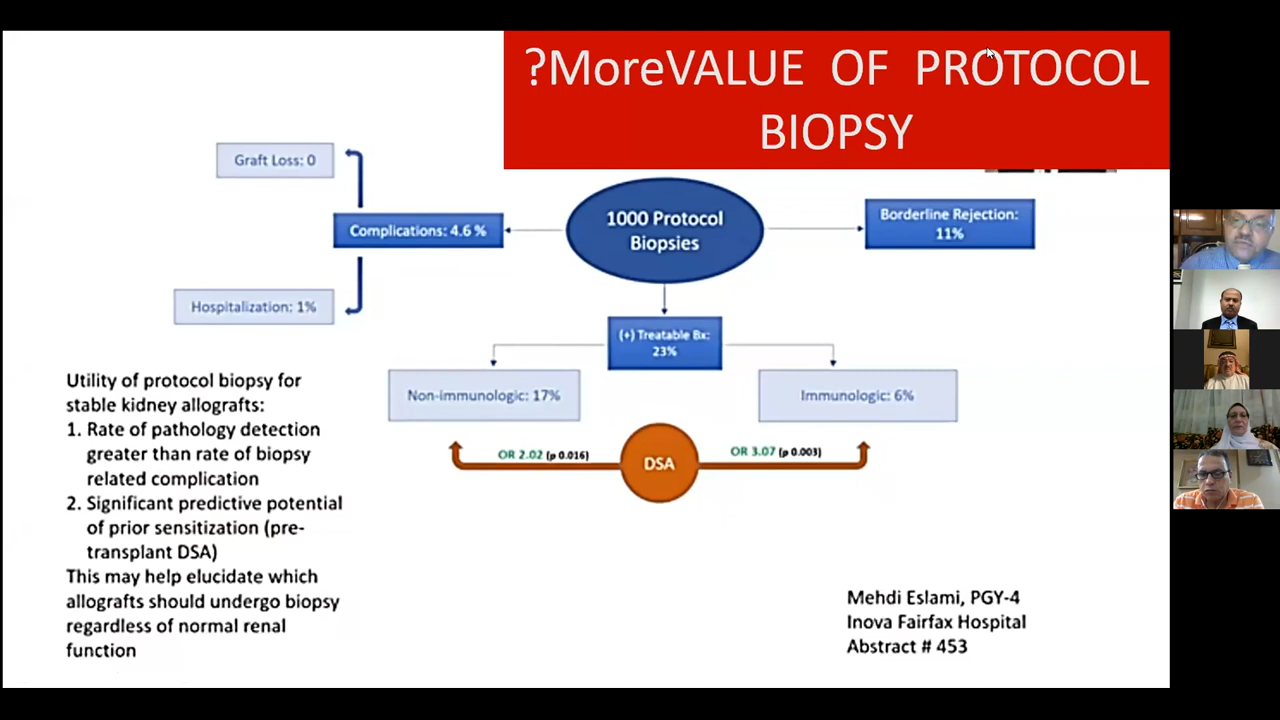 ?MoreVALUE OF PROTOCOL
BIOPSY
Graft Loss: 0
Complications: 4.6 %
Hospitalization: 1%
1000 Protocol
Biopsies
Borderline Rejection:
11%
(+) Treatable Bx:
23%
Non-immunologic: 17%
Immunologic: 6%
OR 2.02 (p 0.016)
DSA
OR 3.07 (p 0.003)
Utility of protocol biopsy for
stable kidney allografts:
1. Rate of pathology detection
greater than rate of biopsy
related complication
2. Significant predictive potential
of prior sensitization (pre-
transplant DSA)
This may help elucidate which
allografts should undergo biopsy
regardless of normal renal
function
Mehdi Eslami, PGY-4
Inova Fairfax Hospital
Abstract # 453